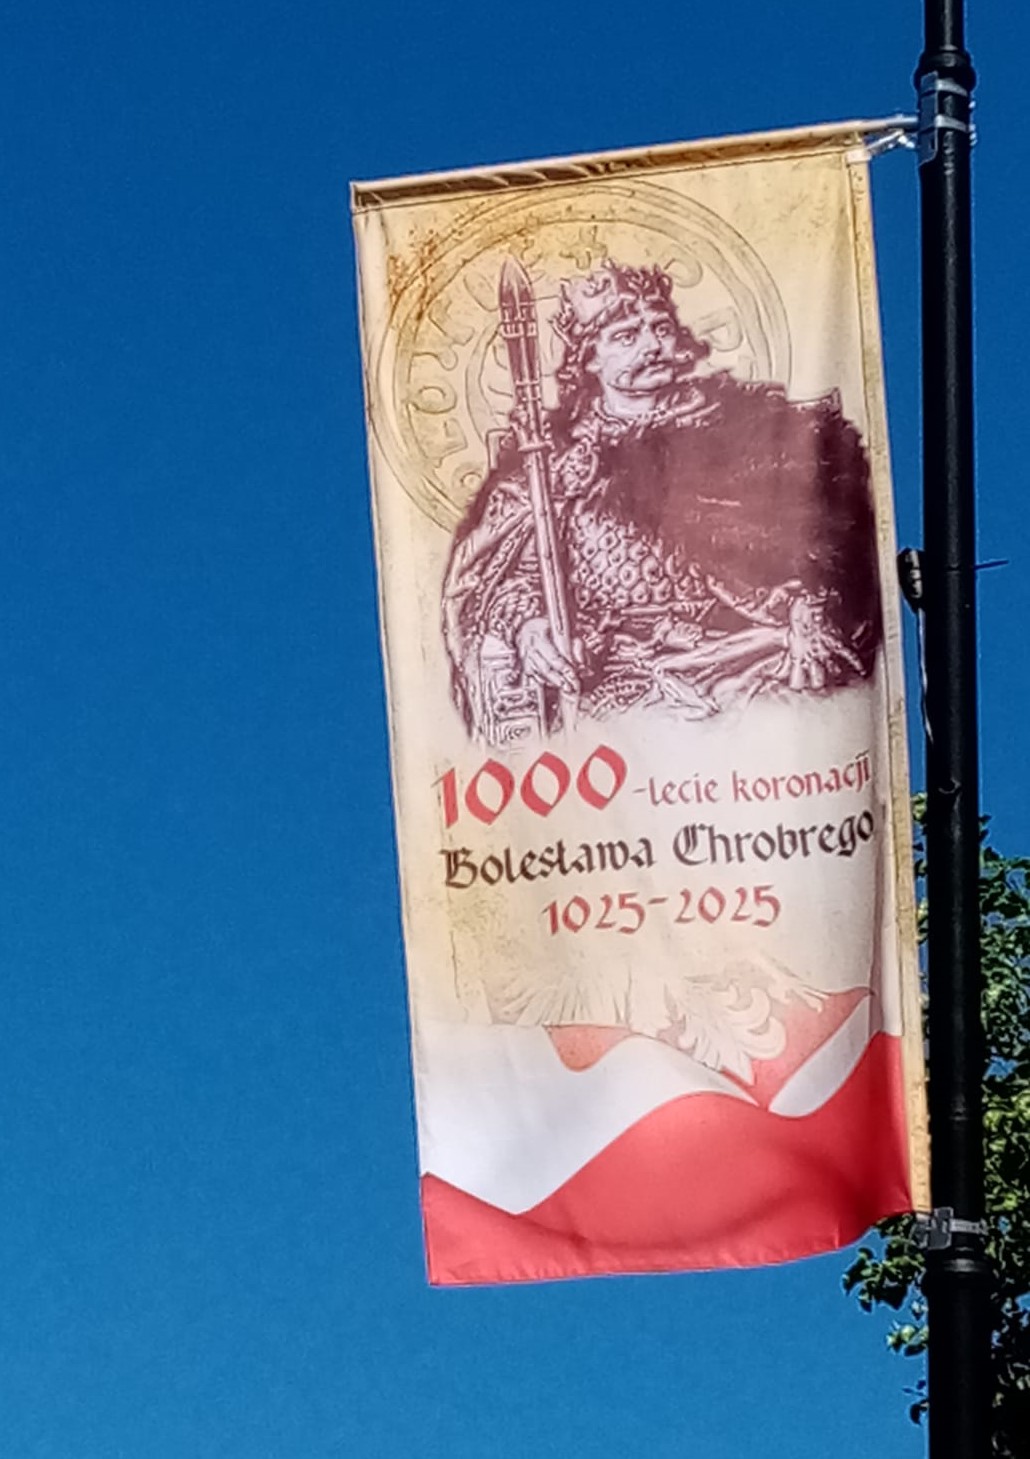 1000-lecie koronacji
Bolesława Chrobrego
1025-2025